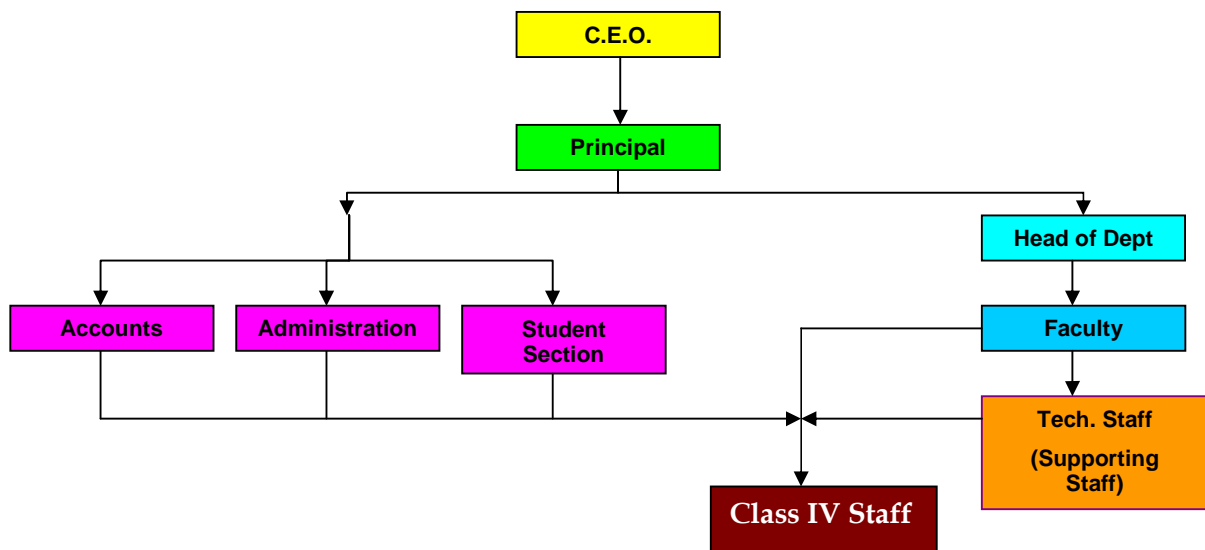 C.E.O.
Principal
Head of Dept
Accounts
Administration
Student
Section
Faculty
Tech. Staff
(Supporting
Staff)
Class IV Staff